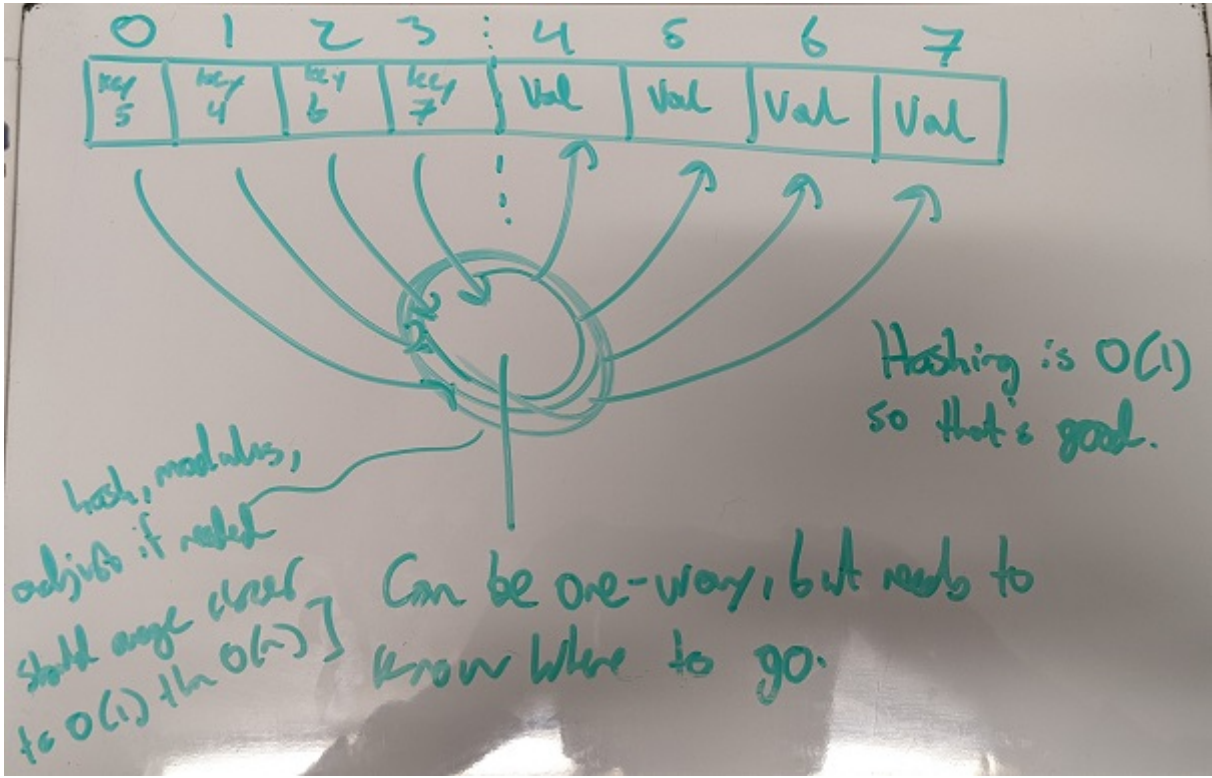 0 1 2 3 4 5 6 7
key 5 key 4 key 6 key 7 Val Val Val Val
Hashing is O(1)
so that's good.
hash, modulus,
adjust if needed
should average closer
to O(1) than O(n)]
Can be one-way, but needs to
know where to go.